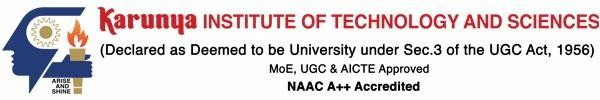 Karunya INSTITUTE OF TECHNOLOGY AND SCIENCES
(Declared as Deemed to be University under Sec.3 of the UGC Act, 1956)
MoE, UGC & AICTE Approved
NAAC A++ Accredited
ARISE
AND
SHINE